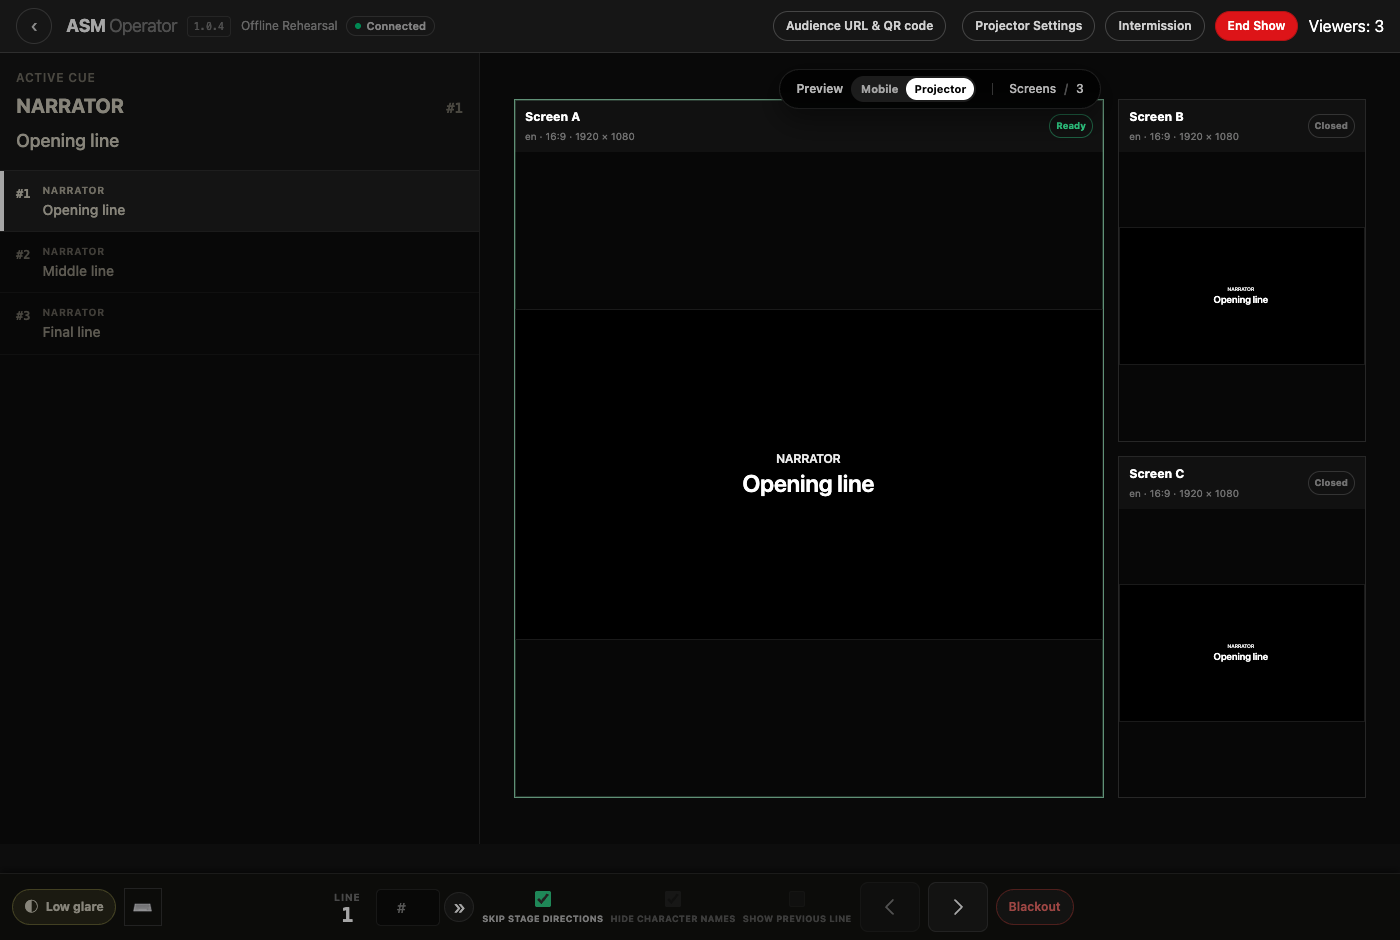 ‹ ASM Operator 1.0.4 Offline Rehearsal Connected Audience URL & QR code Projector Settings Intermission End Show Viewers: 3
ACTIVE CUE
NARRATOR #1
Opening line
#1 NARRATOR
Opening line
#2 NARRATOR
Middle line
#3 NARRATOR
Final line
Preview Mobile Projector Screens / 3
Screen A
en · 16:9 · 1920 × 1080
Ready
NARRATOR
Opening line
Screen B
en · 16:9 · 1920 × 1080
Closed
NARRATOR
Opening line
Screen C
en · 16:9 · 1920 × 1080
Closed
NARRATOR
Opening line
Low glare
LINE
1
#
»
SKIP STAGE DIRECTIONS
HIDE CHARACTER NAMES
SHOW PREVIOUS LINE
Blackout